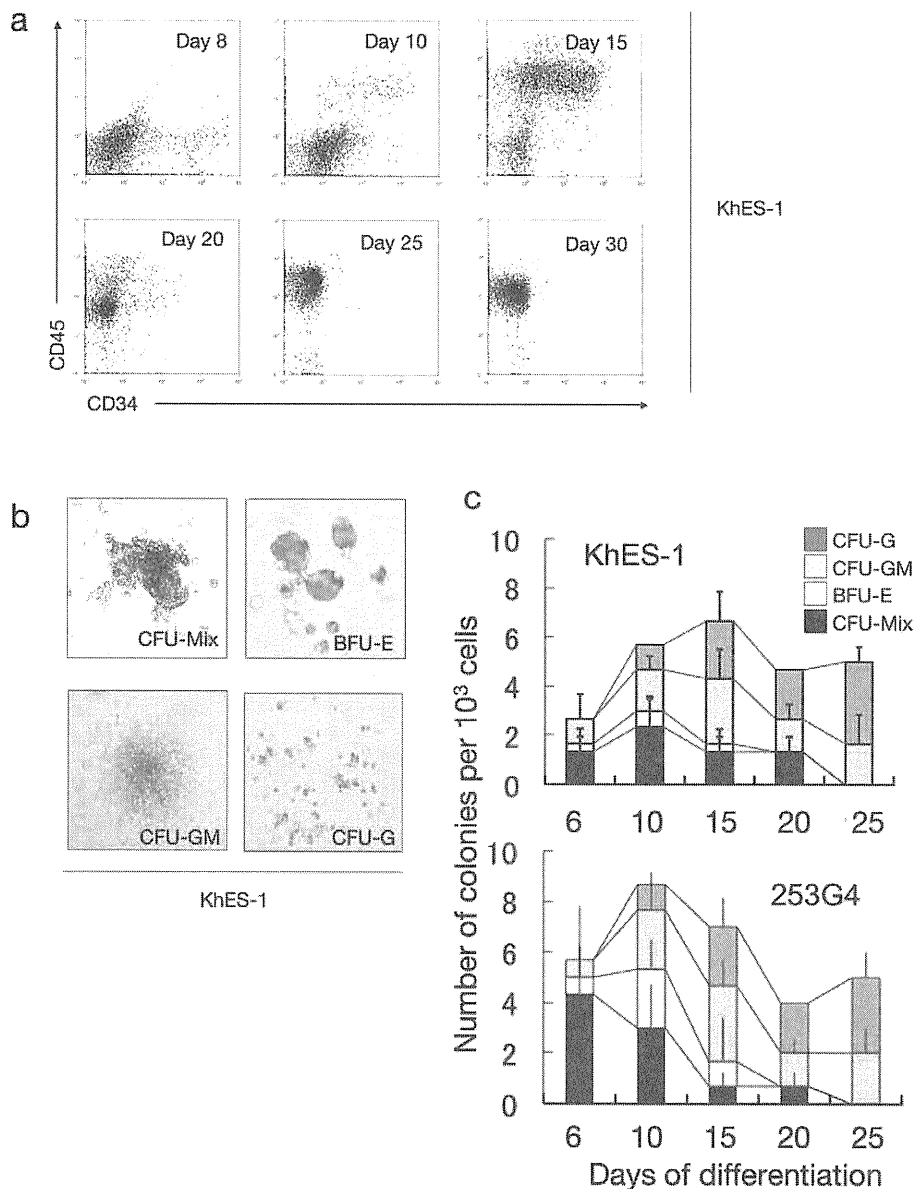 a
Day 8
Day 10
Day 15
Day 20
Day 25
Day 30
CD45
CD34
KhES-1
b
CFU-Mix
BFU-E
CFU-GM
CFU-G
KhES-1
c
Number of colonies per 10³ cells
10
8
6
4
2
0
KhES-1
CFU-G
CFU-GM
BFU-E
CFU-Mix
6 10 15 20 25
10
8
6
4
2
0
253G4
6 10 15 20 25
Days of differentiation